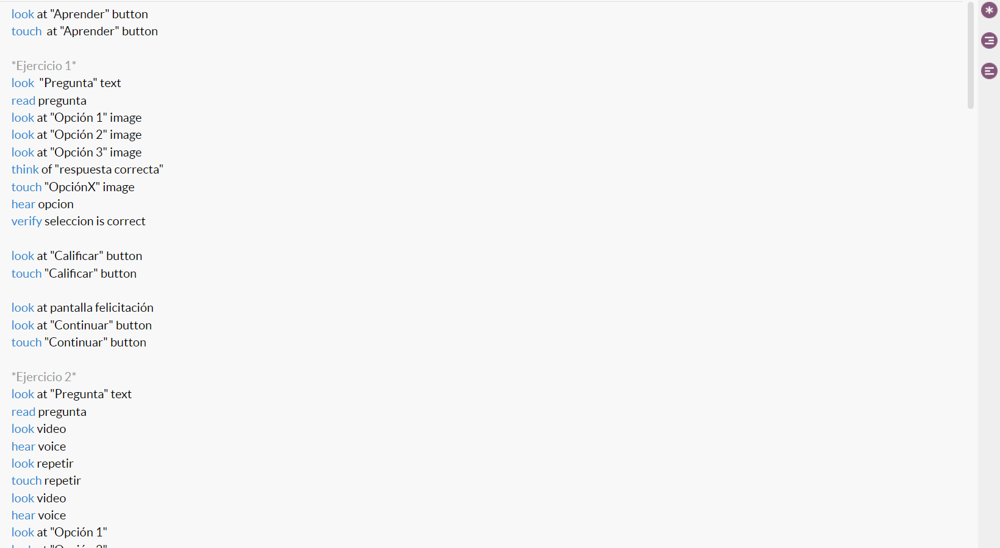 look at "Aprender" button
touch  at "Aprender" button
*Ejercicio 1*
look  "Pregunta" text
read pregunta
look at "Opción 1" image
look at "Opción 2" image
look at "Opción 3" image
think of "respuesta correcta"
touch "OpciónX" image
hear opcion
verify seleccion is correct
look at "Calificar" button
touch "Calificar" button
look at pantalla felicitación
look at "Continuar" button
touch "Continuar" button
*Ejercicio 2*
look at "Pregunta" text
read pregunta
look video
hear voice
look repetir
touch repetir
look video
hear voice
look at "Opción 1"